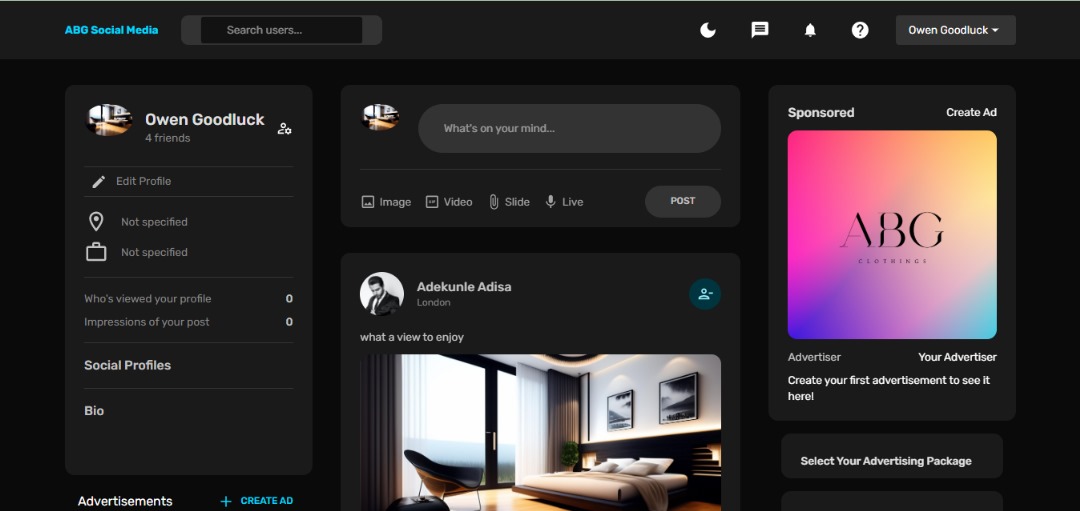 ABG Social Media
Search users...
Owen Goodluck
Owen Goodluck
4 friends
Edit Profile
Not specified
Not specified
Who's viewed your profile 0
Impressions of your post 0
Social Profiles
Bio
Advertisements
CREATE AD
What's on your mind...
Image
Video
Slide
Live
POST
Adekunle Adisa
London
what a view to enjoy
Sponsored
Create Ad
ABG
CLOTHINGS
Advertiser
Your Advertiser
Create your first advertisement to see it
here!
Select Your Advertising Package